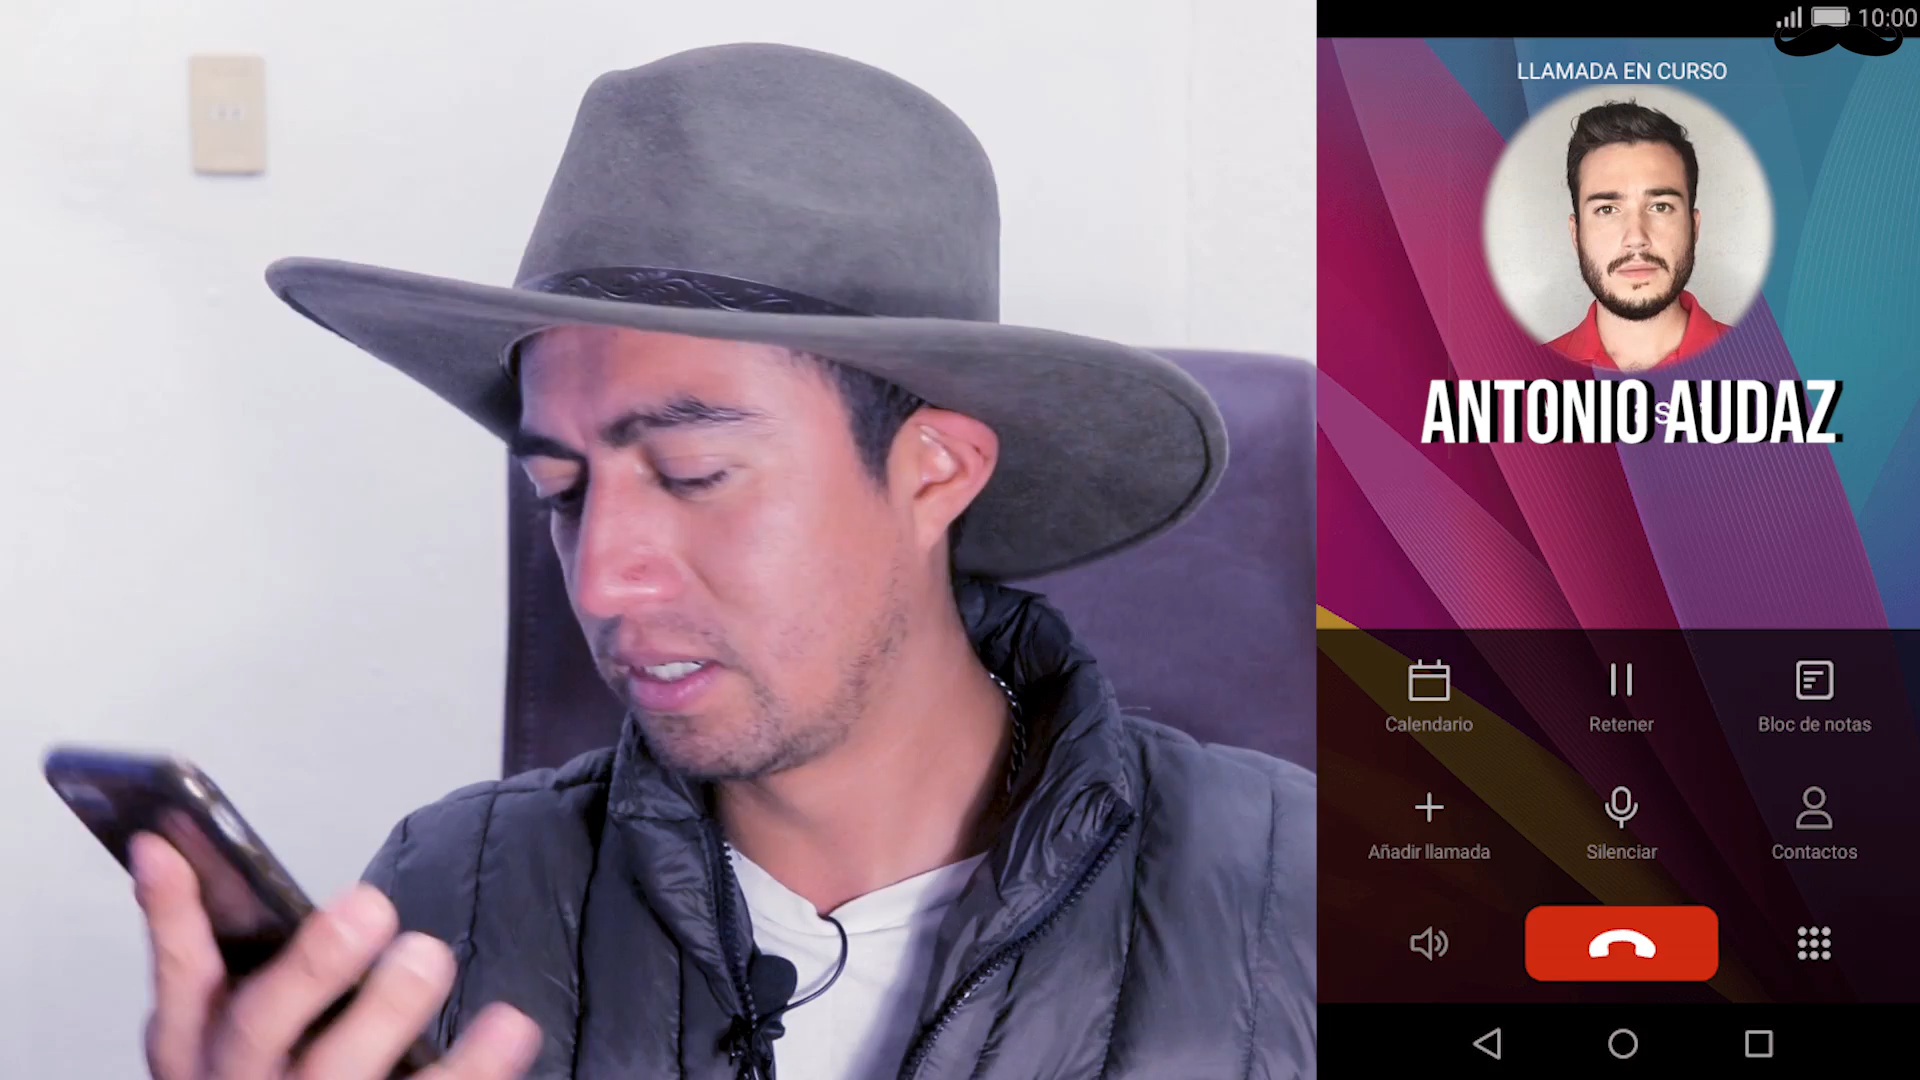 10:00
LLAMADA EN CURSO
ANTONIO AUDAZ
Calendario
Retener
Bloc de notas
Añadir llamada
Silenciar
Contactos